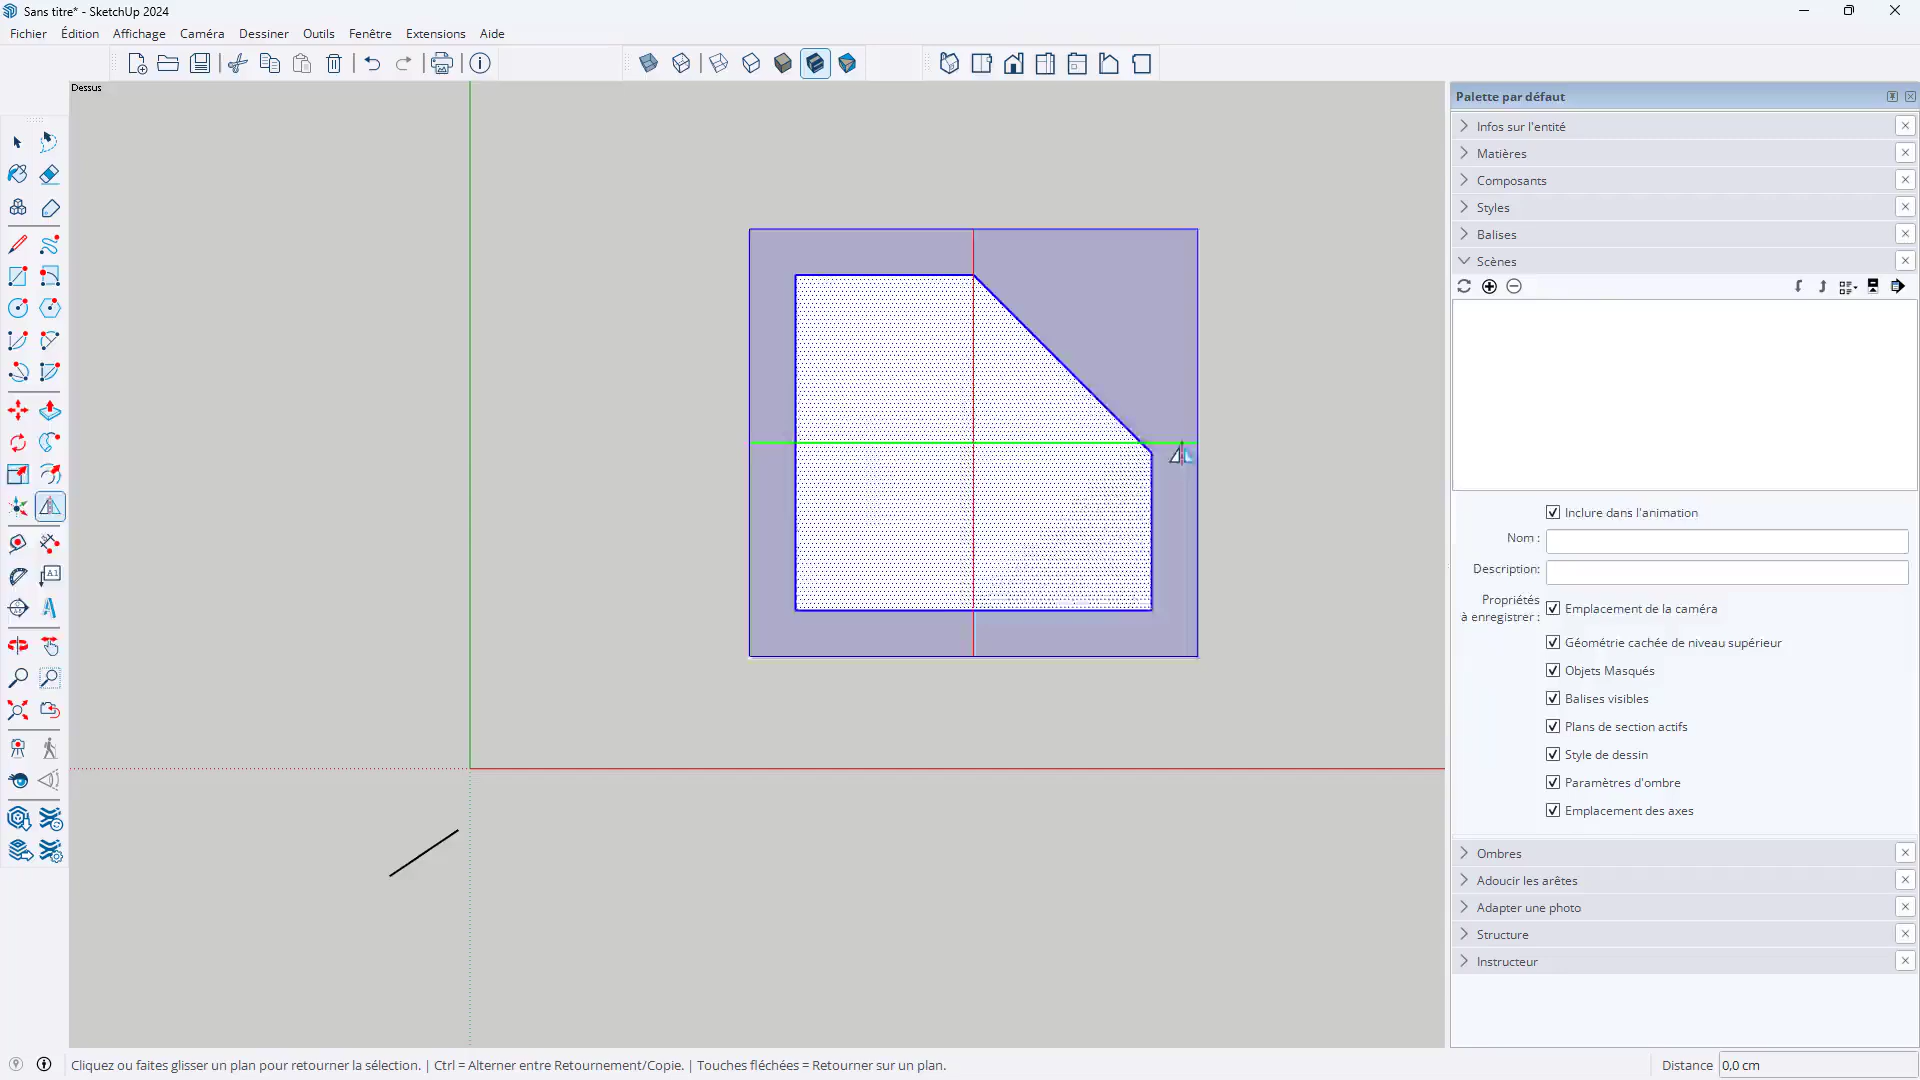 Sans titre* - SketchUp 2024
Fichier Édition Affichage Caméra Dessiner Outils Fenêtre Extensions Aide
Dessus
Palette par défaut
Infos sur l'entité
Matières
Composants
Styles
Balises
Scènes
Inclure dans l'animation
Nom :
Description:
Propriétés
à enregistrer :
Emplacement de la caméra
Géométrie cachée de niveau supérieur
Objets Masqués
Balises visibles
Plans de section actifs
Style de dessin
Paramètres d'ombre
Emplacement des axes
Ombres
Adoucir les arêtes
Adapter une photo
Structure
Instructeur
A1
Cliquez ou faites glisser un plan pour retourner la sélection. | Ctrl = Alterner entre Retournement/Copie. | Touches fléchées = Retourner sur un plan.
Distance 0,0 cm